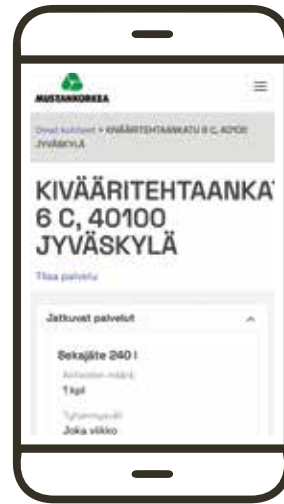 MUSTANKORKEA
Omat kohteet > KIVÄÄRITEHTAANKATU 6 C, 40100
JYVÄSKYLÄ
KIVÄÄRITEHTAANKAT
6 C, 40100
JYVÄSKYLÄ
Tilaa palvelu
Jatkuvat palvelut
Sekajäte 240 l
Astioiden määrä
1 kpl
Tyhjennysväli
Joka viikko